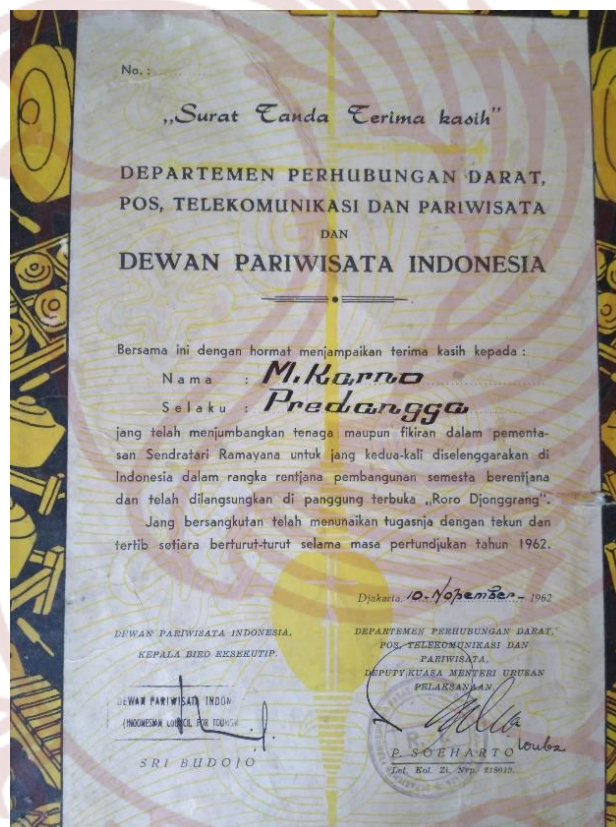 No. :
„Surat Tanda Terima kasih”
DEPARTEMEN PERHUBUNGAN DARAT,
POS, TELEKOMUNIKASI DAN PARIWISATA
DAN
DEWAN PARIWISATA INDONESIA
Bersama ini dengan hormat menjampaikan terima kasih kepada :
Nama : M. Karno
Selaku : Predangga
jang telah menjumbangkan tenaga maupun fikiran dalam pementa-
san Sendratari Ramayana untuk jang kedua-kali diselenggarakan di
Indonesia dalam rangka rentjana pembangunan semesta berentjana
dan telah dilangsungkan di panggung terbuka „Roro Djonggrang”.
Jang bersangkutan telah menunaikan tugasnja dengan tekun dan
tertib setjara berturut-turut selama masa pertundjukan tahun 1962.
Djakarta, 10 - Nopember - 1962
DEWAN PARIWISATA INDONESIA,
KEPALA BIRO EKSEKUTIP.
DEWAN PARIWISATA INDON
(INDONESIAN COUNCIL FOR TOURISM
SRI BUDOJO
DEPARTEMEN PERHUBUNGAN DARAT,
POS, TELEKOMUNIKASI DAN
PARIWISATA,
DEPUTY/KUASA MENTERI URUSAN
PELAKSANAAN,
P. SOEHARTO
Let. Kol. Zi. Nrp.